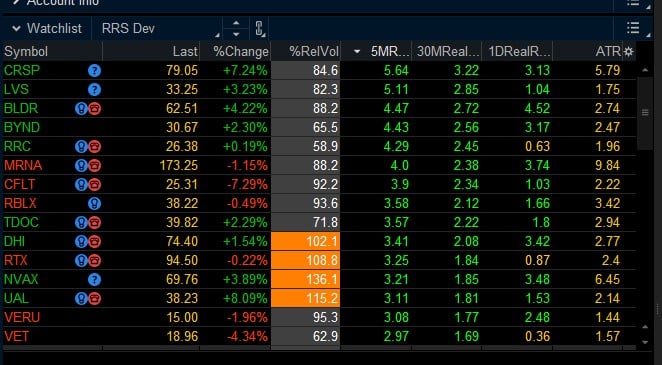 Account Info
Watchlist RRS Dev
Symbol Last %Change %RelVol 5MR... 30MReal... 1DRealR... ATR
CRSP ? 79.05 +7.24% 84.6 5.64 3.22 3.13 5.79
LVS ? 33.25 +3.23% 82.3 5.11 2.85 1.04 1.75
BLDR 62.51 +4.22% 88.2 4.47 2.72 4.52 2.74
BYND 30.67 +2.30% 65.5 4.43 2.56 3.17 2.47
RRC 26.38 +0.19% 58.9 4.29 2.45 0.63 1.96
MRNA 173.25 -1.15% 88.2 4.0 2.38 3.74 9.84
CFLT 25.31 -7.29% 92.2 3.9 2.34 1.03 2.22
RBLX 38.22 -0.49% 93.6 3.58 2.12 1.66 3.42
TDOC 39.82 +2.29% 71.8 3.57 2.22 1.8 2.94
DHI 74.40 +1.54% 102.1 3.41 2.08 3.42 2.77
RTX 94.50 -0.22% 108.8 3.25 1.84 0.87 2.4
NVAX ? 69.76 +3.89% 136.1 3.21 1.85 3.48 6.45
UAL 38.23 +8.09% 115.2 3.11 1.81 1.53 2.14
VERU 15.00 -1.96% 95.3 3.08 1.77 2.48 1.44
VET 18.96 -4.34% 62.9 2.97 1.69 0.36 1.57